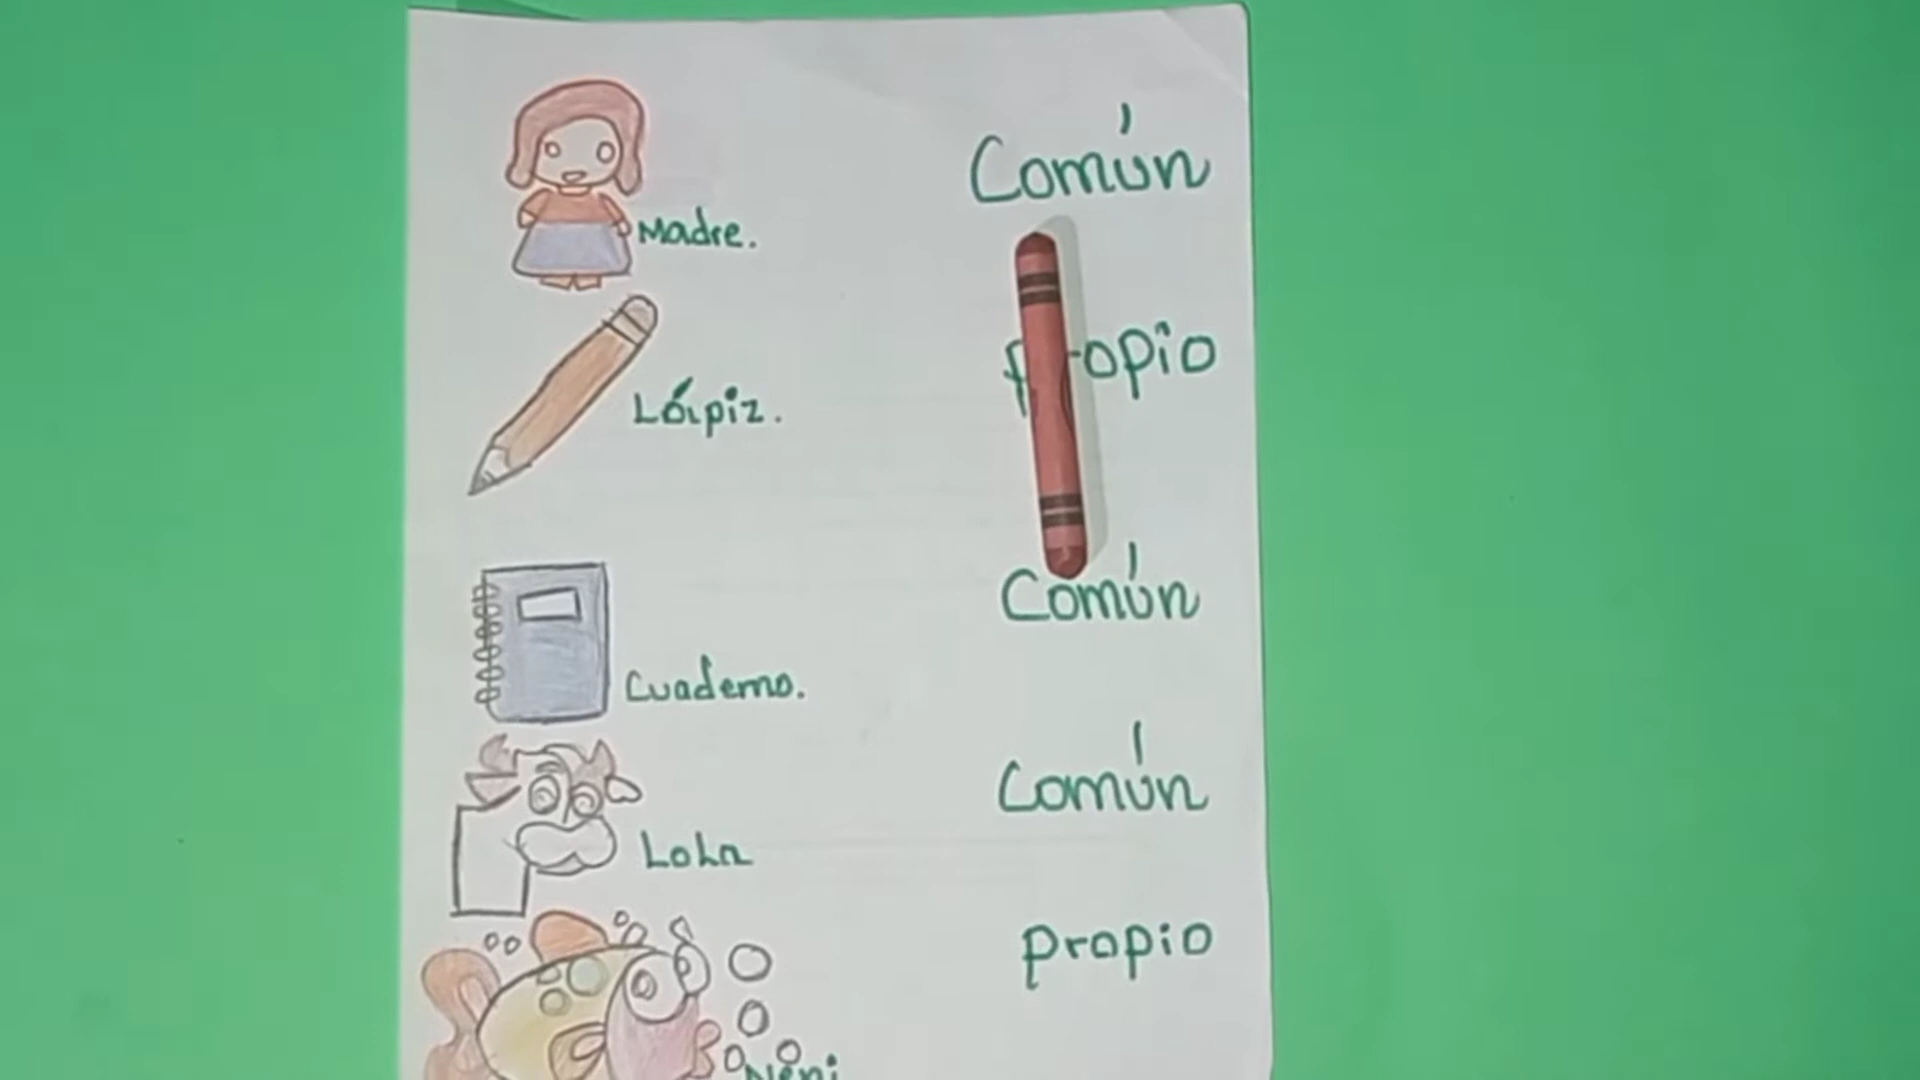 Común
Madre.
propio
Lápiz.
Común
Cuaderno.
Común
LoLa
propio